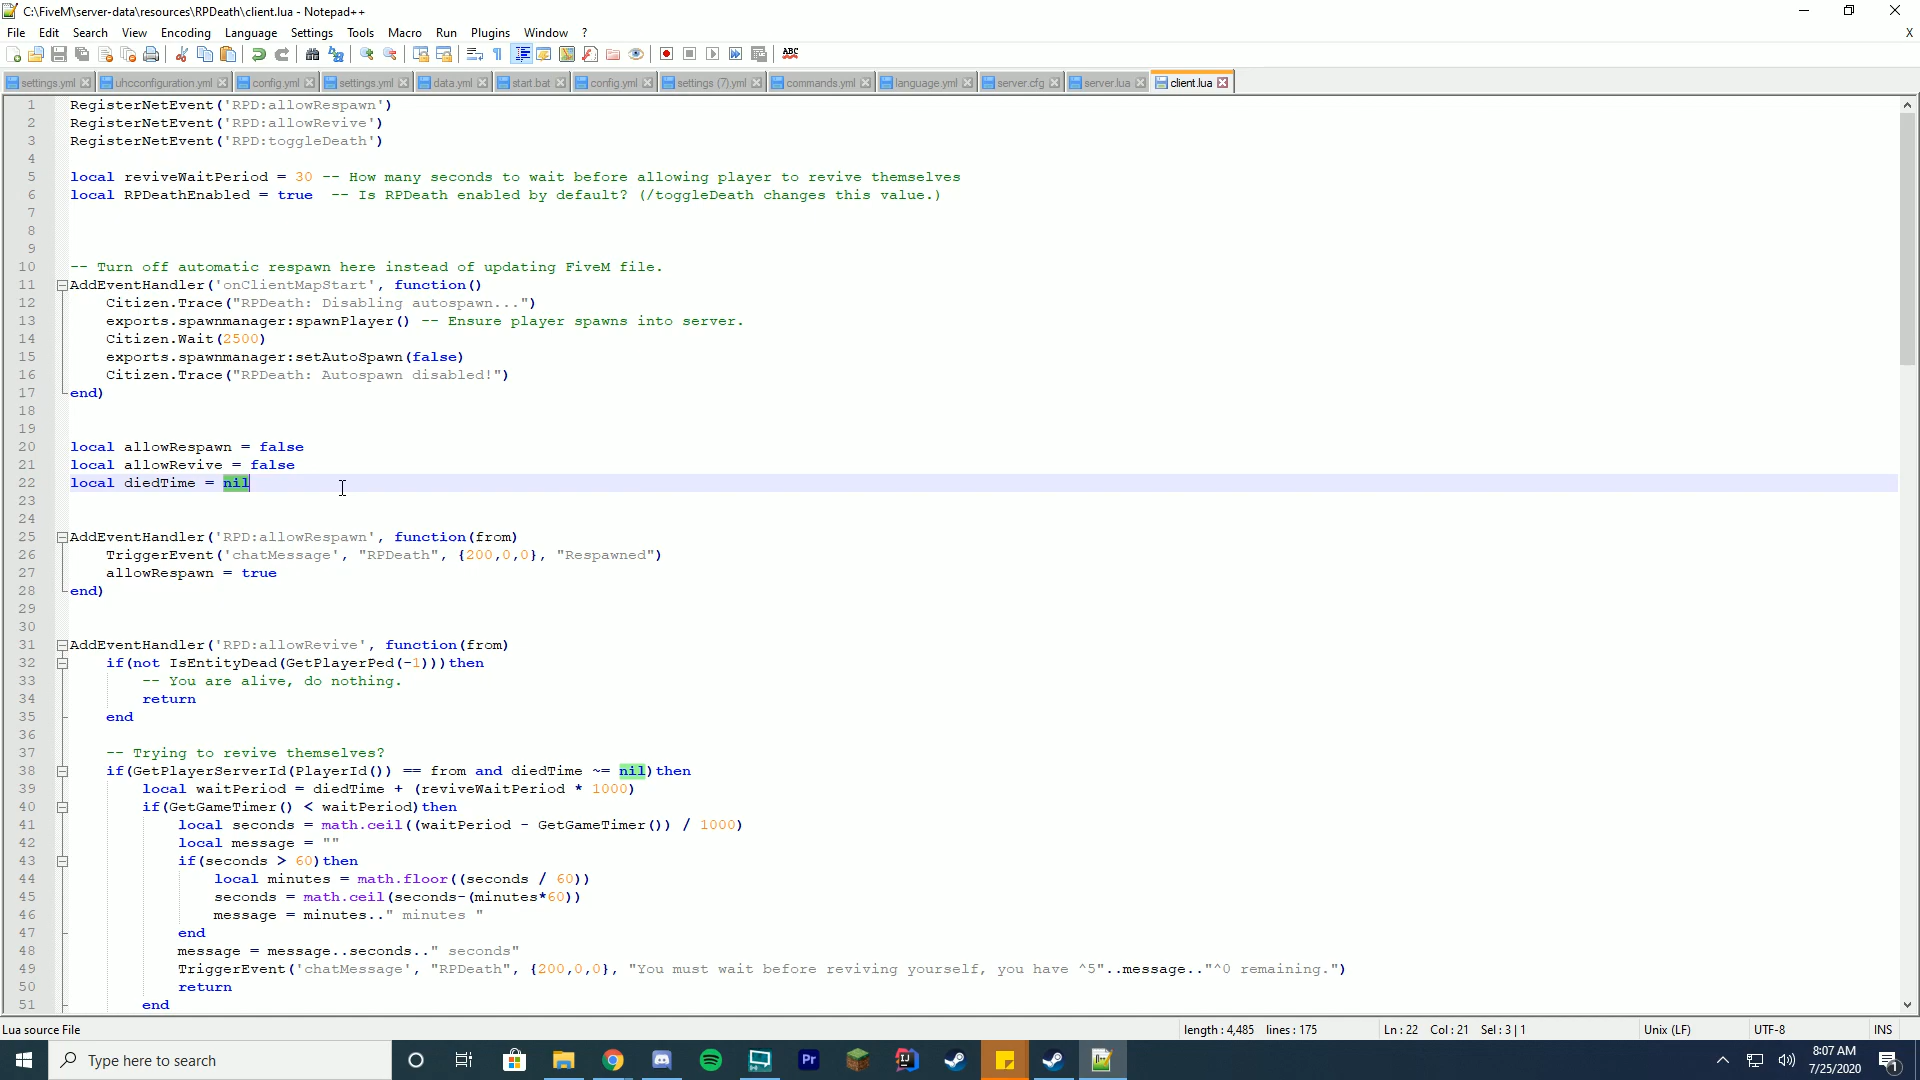 C:\FiveM\server-data\resources\RPDeath\client.lua - Notepad++
File Edit Search View Encoding Language Settings Tools Macro Run Plugins Window ? X
ABC
settings.yml uhcconfiguration.yml config.yml settings.yml data.yml start.bat config.yml settings (7).yml commands.yml language.yml server.cfg server.lua client.lua
1 RegisterNetEvent('RPD:allowRespawn')
2 RegisterNetEvent('RPD:allowRevive')
3 RegisterNetEvent('RPD:toggleDeath')
4
5 local reviveWaitPeriod = 30 -- How many seconds to wait before allowing player to revive themselves
6 local RPDeathEnabled = true  -- Is RPDeath enabled by default? (/toggleDeath changes this value.)
7
8
9
10 -- Turn off automatic respawn here instead of updating FiveM file.
11 AddEventHandler('onClientMapStart', function()
12     Citizen.Trace("RPDeath: Disabling autospawn...")
13     exports.spawnmanager:spawnPlayer() -- Ensure player spawns into server.
14     Citizen.Wait(2500)
15     exports.spawnmanager:setAutoSpawn(false)
16     Citizen.Trace("RPDeath: Autospawn disabled!")
17 end)
18
19
20 local allowRespawn = false
21 local allowRevive = false
22 local diedTime = nil
23
24
25 AddEventHandler('RPD:allowRespawn', function(from)
26     TriggerEvent('chatMessage', "RPDeath", {200,0,0}, "Respawned")
27     allowRespawn = true
28 end)
29
30
31 AddEventHandler('RPD:allowRevive', function(from)
32     if(not IsEntityDead(GetPlayerPed(-1)))then
33         -- You are alive, do nothing.
34         return
35     end
36
37     -- Trying to revive themselves?
38     if(GetPlayerServerId(PlayerId()) == from and diedTime ~= nil)then
39         local waitPeriod = diedTime + (reviveWaitPeriod * 1000)
40         if(GetGameTimer() < waitPeriod)then
41             local seconds = math.ceil((waitPeriod - GetGameTimer()) / 1000)
42             local message = ""
43             if(seconds > 60)then
44                 local minutes = math.floor((seconds / 60))
45                 seconds = math.ceil(seconds-(minutes*60))
46                 message = minutes.." minutes "
47             end
48             message = message..seconds.." seconds"
49             TriggerEvent('chatMessage', "RPDeath", {200,0,0}, "You must wait before reviving yourself, you have ^5"..message.."^0 remaining.")
50             return
51         end
Lua source File length : 4,485 lines : 175 Ln : 22 Col : 21 Sel : 3 | 1 Unix (LF) UTF-8 INS
Type here to search
Pr
8:07 AM
7/25/2020
1